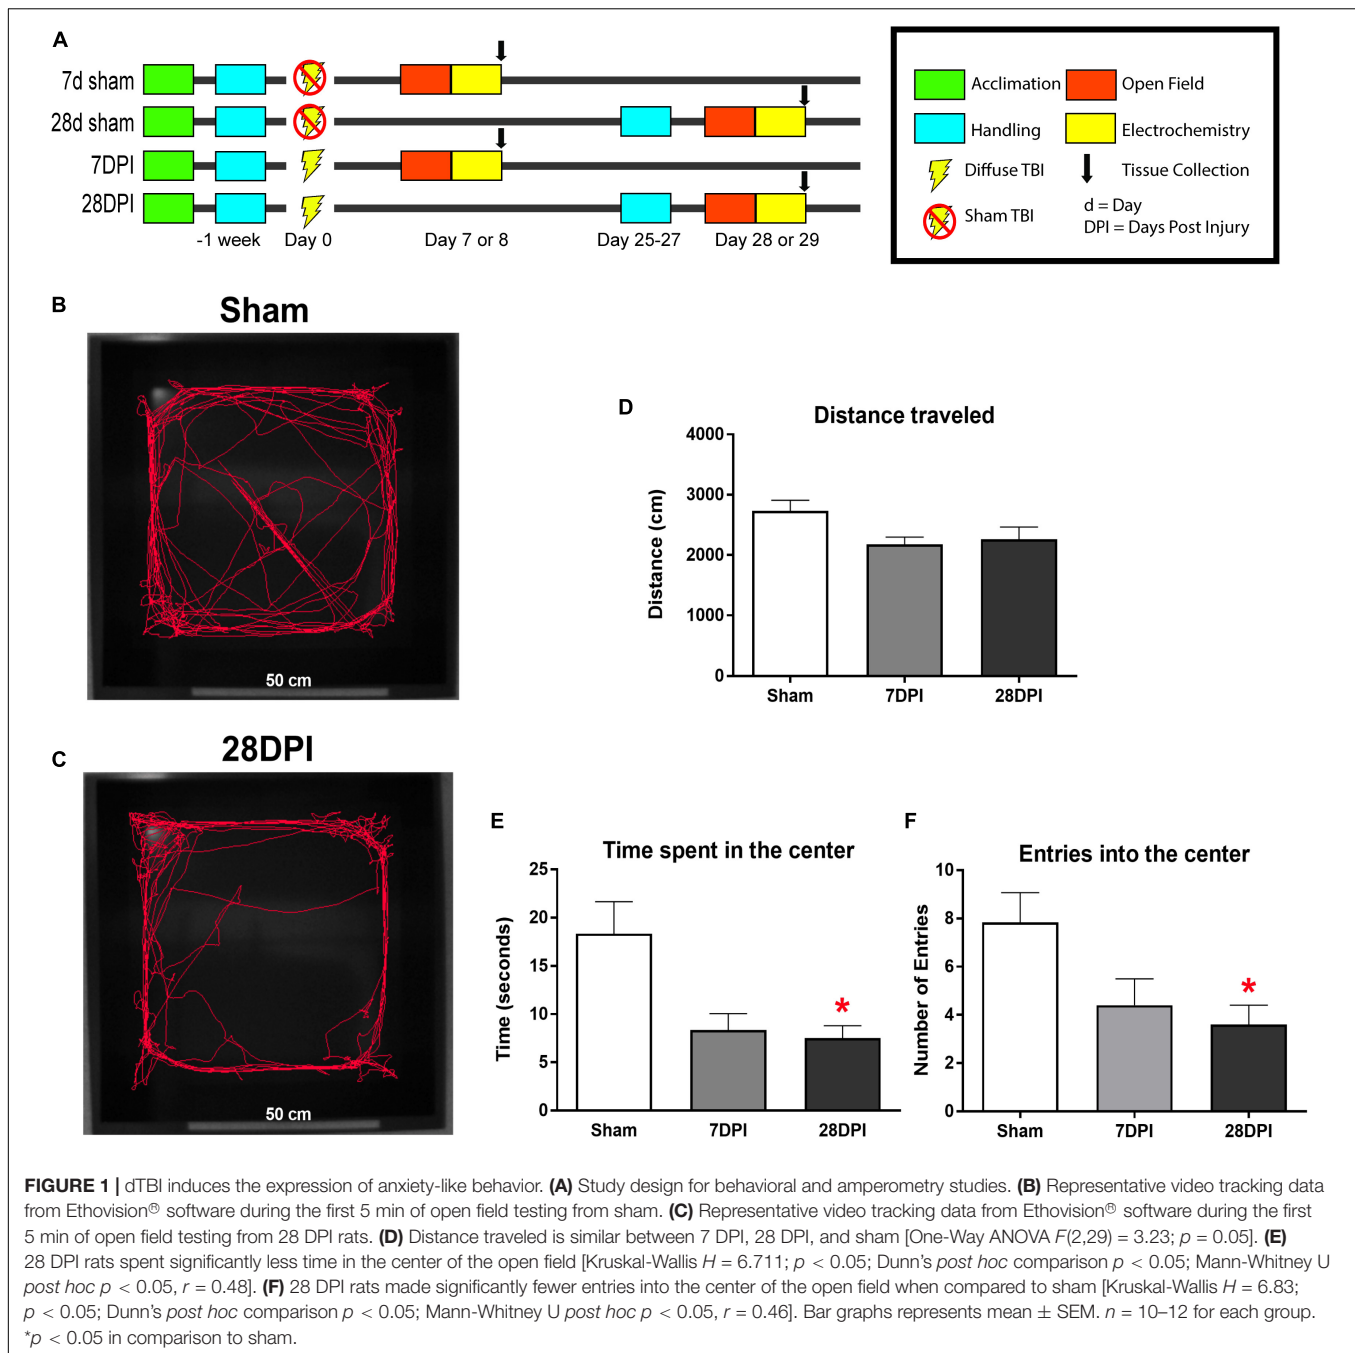 A
7d sham
28d sham
7DPI
28DPI
-1 week
Day 0
Day 7 or 8
Day 25-27
Day 28 or 29
Acclimation
Open Field
Handling
Electrochemistry
Diffuse TBI
Tissue Collection
Sham TBI
d = Day
DPI = Days Post Injury
B
Sham
50 cm
C
28DPI
50 cm
D
Distance traveled
Distance (cm)
4000
3000
2000
1000
0
Sham
7DPI
28DPI
E
Time spent in the center
Time (seconds)
25
20
15
10
5
0
*
Sham
7DPI
28DPI
F
Entries into the center
Number of Entries
10
8
6
4
2
0
*
Sham
7DPI
28DPI
FIGURE 1 | dTBI induces the expression of anxiety-like behavior. (A) Study design for behavioral and amperometry studies. (B) Representative video tracking data
from Ethovision® software during the first 5 min of open field testing from sham. (C) Representative video tracking data from Ethovision® software during the first
5 min of open field testing from 28 DPI rats. (D) Distance traveled is similar between 7 DPI, 28 DPI, and sham [One-Way ANOVA F(2,29) = 3.23; p = 0.05]. (E)
28 DPI rats spent significantly less time in the center of the open field [Kruskal-Wallis H = 6.711; p < 0.05; Dunn's post hoc comparison p < 0.05; Mann-Whitney U
post hoc p < 0.05, r = 0.48]. (F) 28 DPI rats made significantly fewer entries into the center of the open field when compared to sham [Kruskal-Wallis H = 6.83;
p < 0.05; Dunn's post hoc comparison p < 0.05; Mann-Whitney U post hoc p < 0.05, r = 0.46]. Bar graphs represents mean ± SEM. n = 10–12 for each group.
*p < 0.05 in comparison to sham.